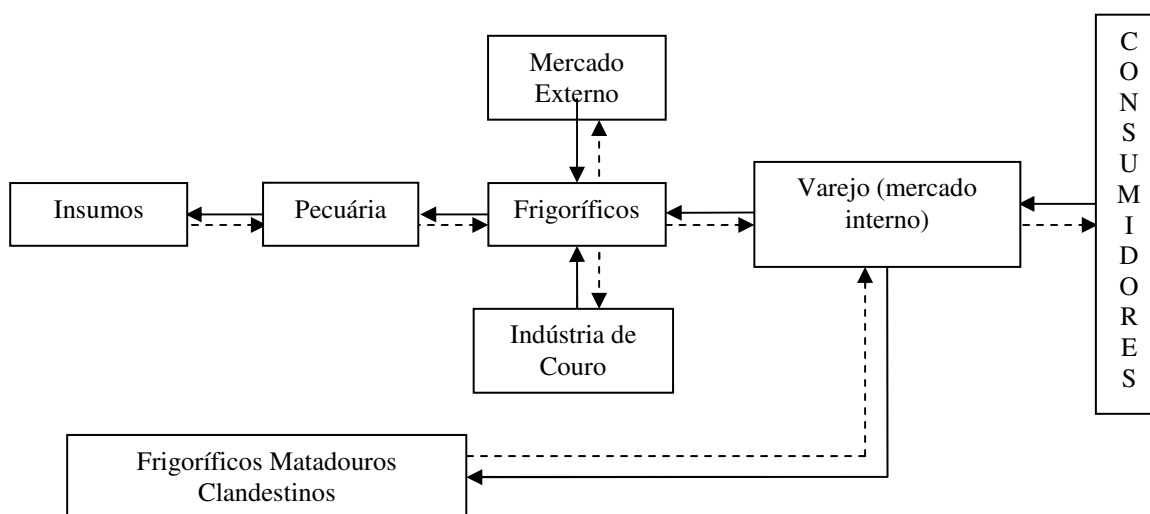 Mercado
Externo
Insumos
Pecuária
Frigoríficos
Varejo (mercado
interno)
C
O
N
S
U
M
I
D
O
R
E
S
Indústria de
Couro
Frigoríficos Matadouros
Clandestinos